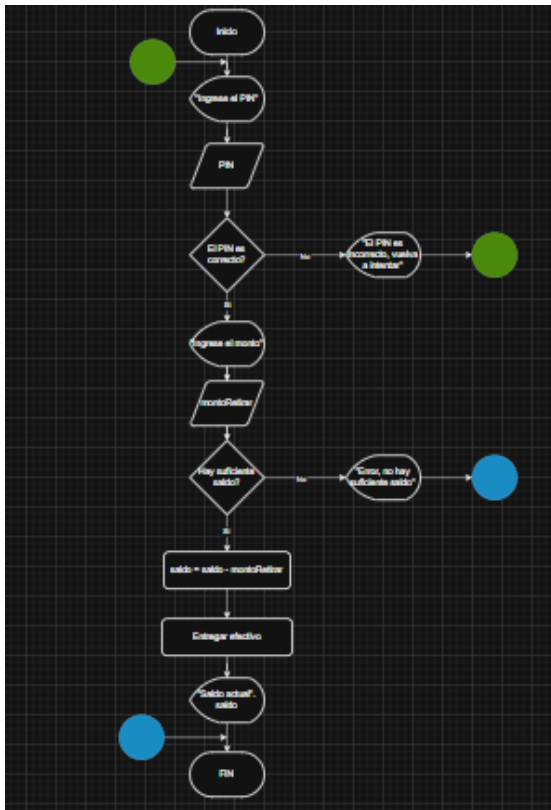 Inicio
"Ingrese el PIN"
PIN
El PIN es
correcto?
No
"El PIN es
incorrecto, vuelva
a intentar"
Si
"Ingrese el monto"
montoRetirar
Hay suficiente
saldo?
No
"Error, no hay
suficiente saldo"
Si
saldo = saldo - montoRetirar
Entregar efectivo
"Saldo actual".
saldo
FIN